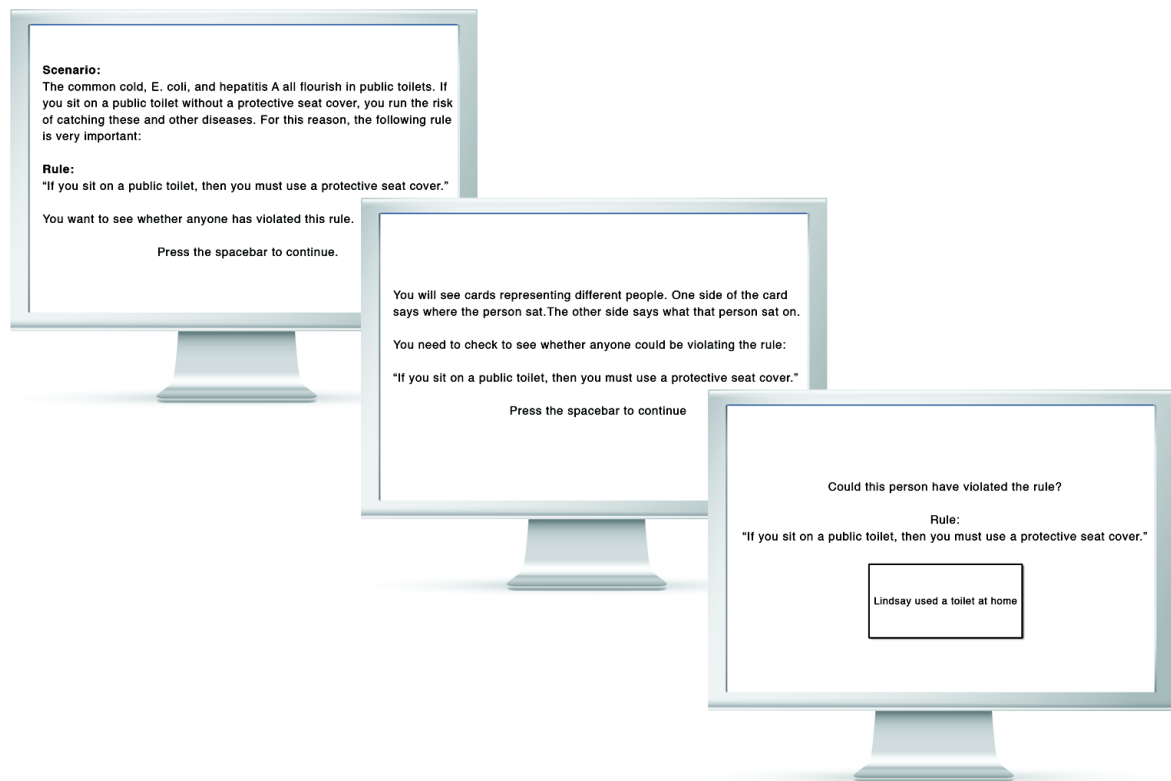 Scenario:
The common cold, E. coli, and hepatitis A all flourish in public toilets. If
you sit on a public toilet without a protective seat cover, you run the risk
of catching these and other diseases. For this reason, the following rule
is very important:
Rule:
“If you sit on a public toilet, then you must use a protective seat cover.”
You want to see whether anyone has violated this rule.
Press the spacebar to continue.
You will see cards representing different people. One side of the card
says where the person sat.The other side says what that person sat on.
You need to check to see whether anyone could be violating the rule:
“If you sit on a public toilet, then you must use a protective seat cover.”
Press the spacebar to continue
Could this person have violated the rule?
Rule:
“If you sit on a public toilet, then you must use a protective seat cover.”
Lindsay used a toilet at home